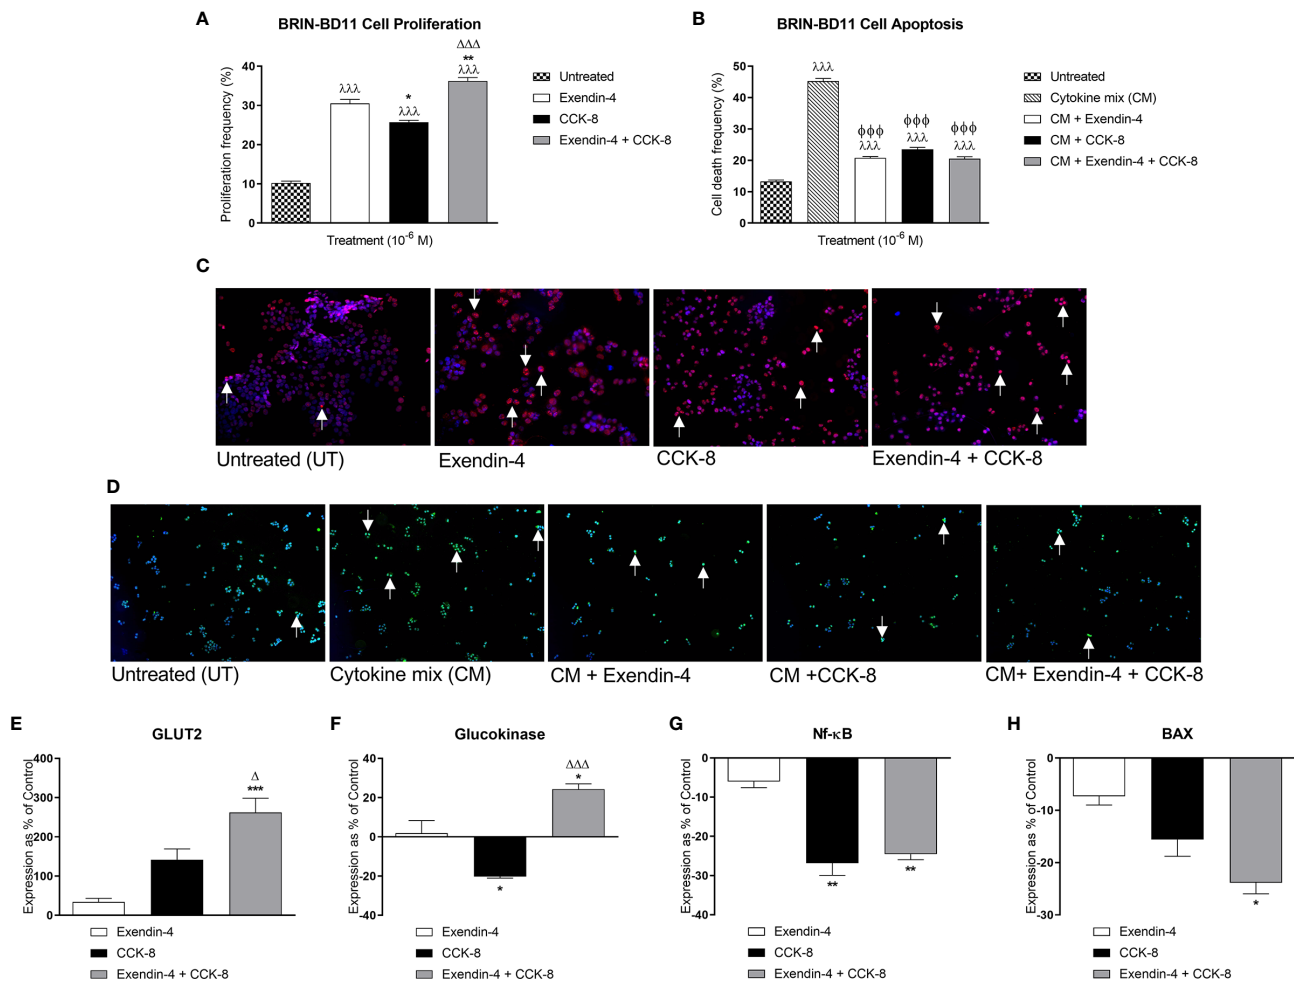 A
BRIN-BD11 Cell Proliferation
Proliferation frequency (%)
40
30
20
10
0
λλλ
*
λλλ
ΔΔΔ
**
λλλ
Treatment (10-6 M)
Untreated
Exendin-4
CCK-8
Exendin-4 + CCK-8
B
BRIN-BD11 Cell Apoptosis
Cell death frequency (%)
50
40
30
20
10
0
λλλ
ϕϕϕ
λλλ
ϕϕϕ
λλλ
ϕϕϕ
λλλ
Treatment (10-6 M)
Untreated
Cytokine mix (CM)
CM + Exendin-4
CM + CCK-8
CM + Exendin-4 + CCK-8
C
Untreated (UT)
Exendin-4
CCK-8
Exendin-4 + CCK-8
D
Untreated (UT)
Cytokine mix (CM)
CM + Exendin-4
CM +CCK-8
CM+ Exendin-4 + CCK-8
E
GLUT2
Expression as % of Control
400
300
200
100
0
Δ
***
Exendin-4
CCK-8
Exendin-4 + CCK-8
F
Glucokinase
Expression as % of Control
40
20
0
-20
-40
*
ΔΔΔ
*
Exendin-4
CCK-8
Exendin-4 + CCK-8
G
Nf-κB
Expression as % of Control
0
-10
-20
-30
-40
**
**
Exendin-4
CCK-8
Exendin-4 + CCK-8
H
BAX
Expression as % of Control
0
-10
-20
-30
*
Exendin-4
CCK-8
Exendin-4 + CCK-8